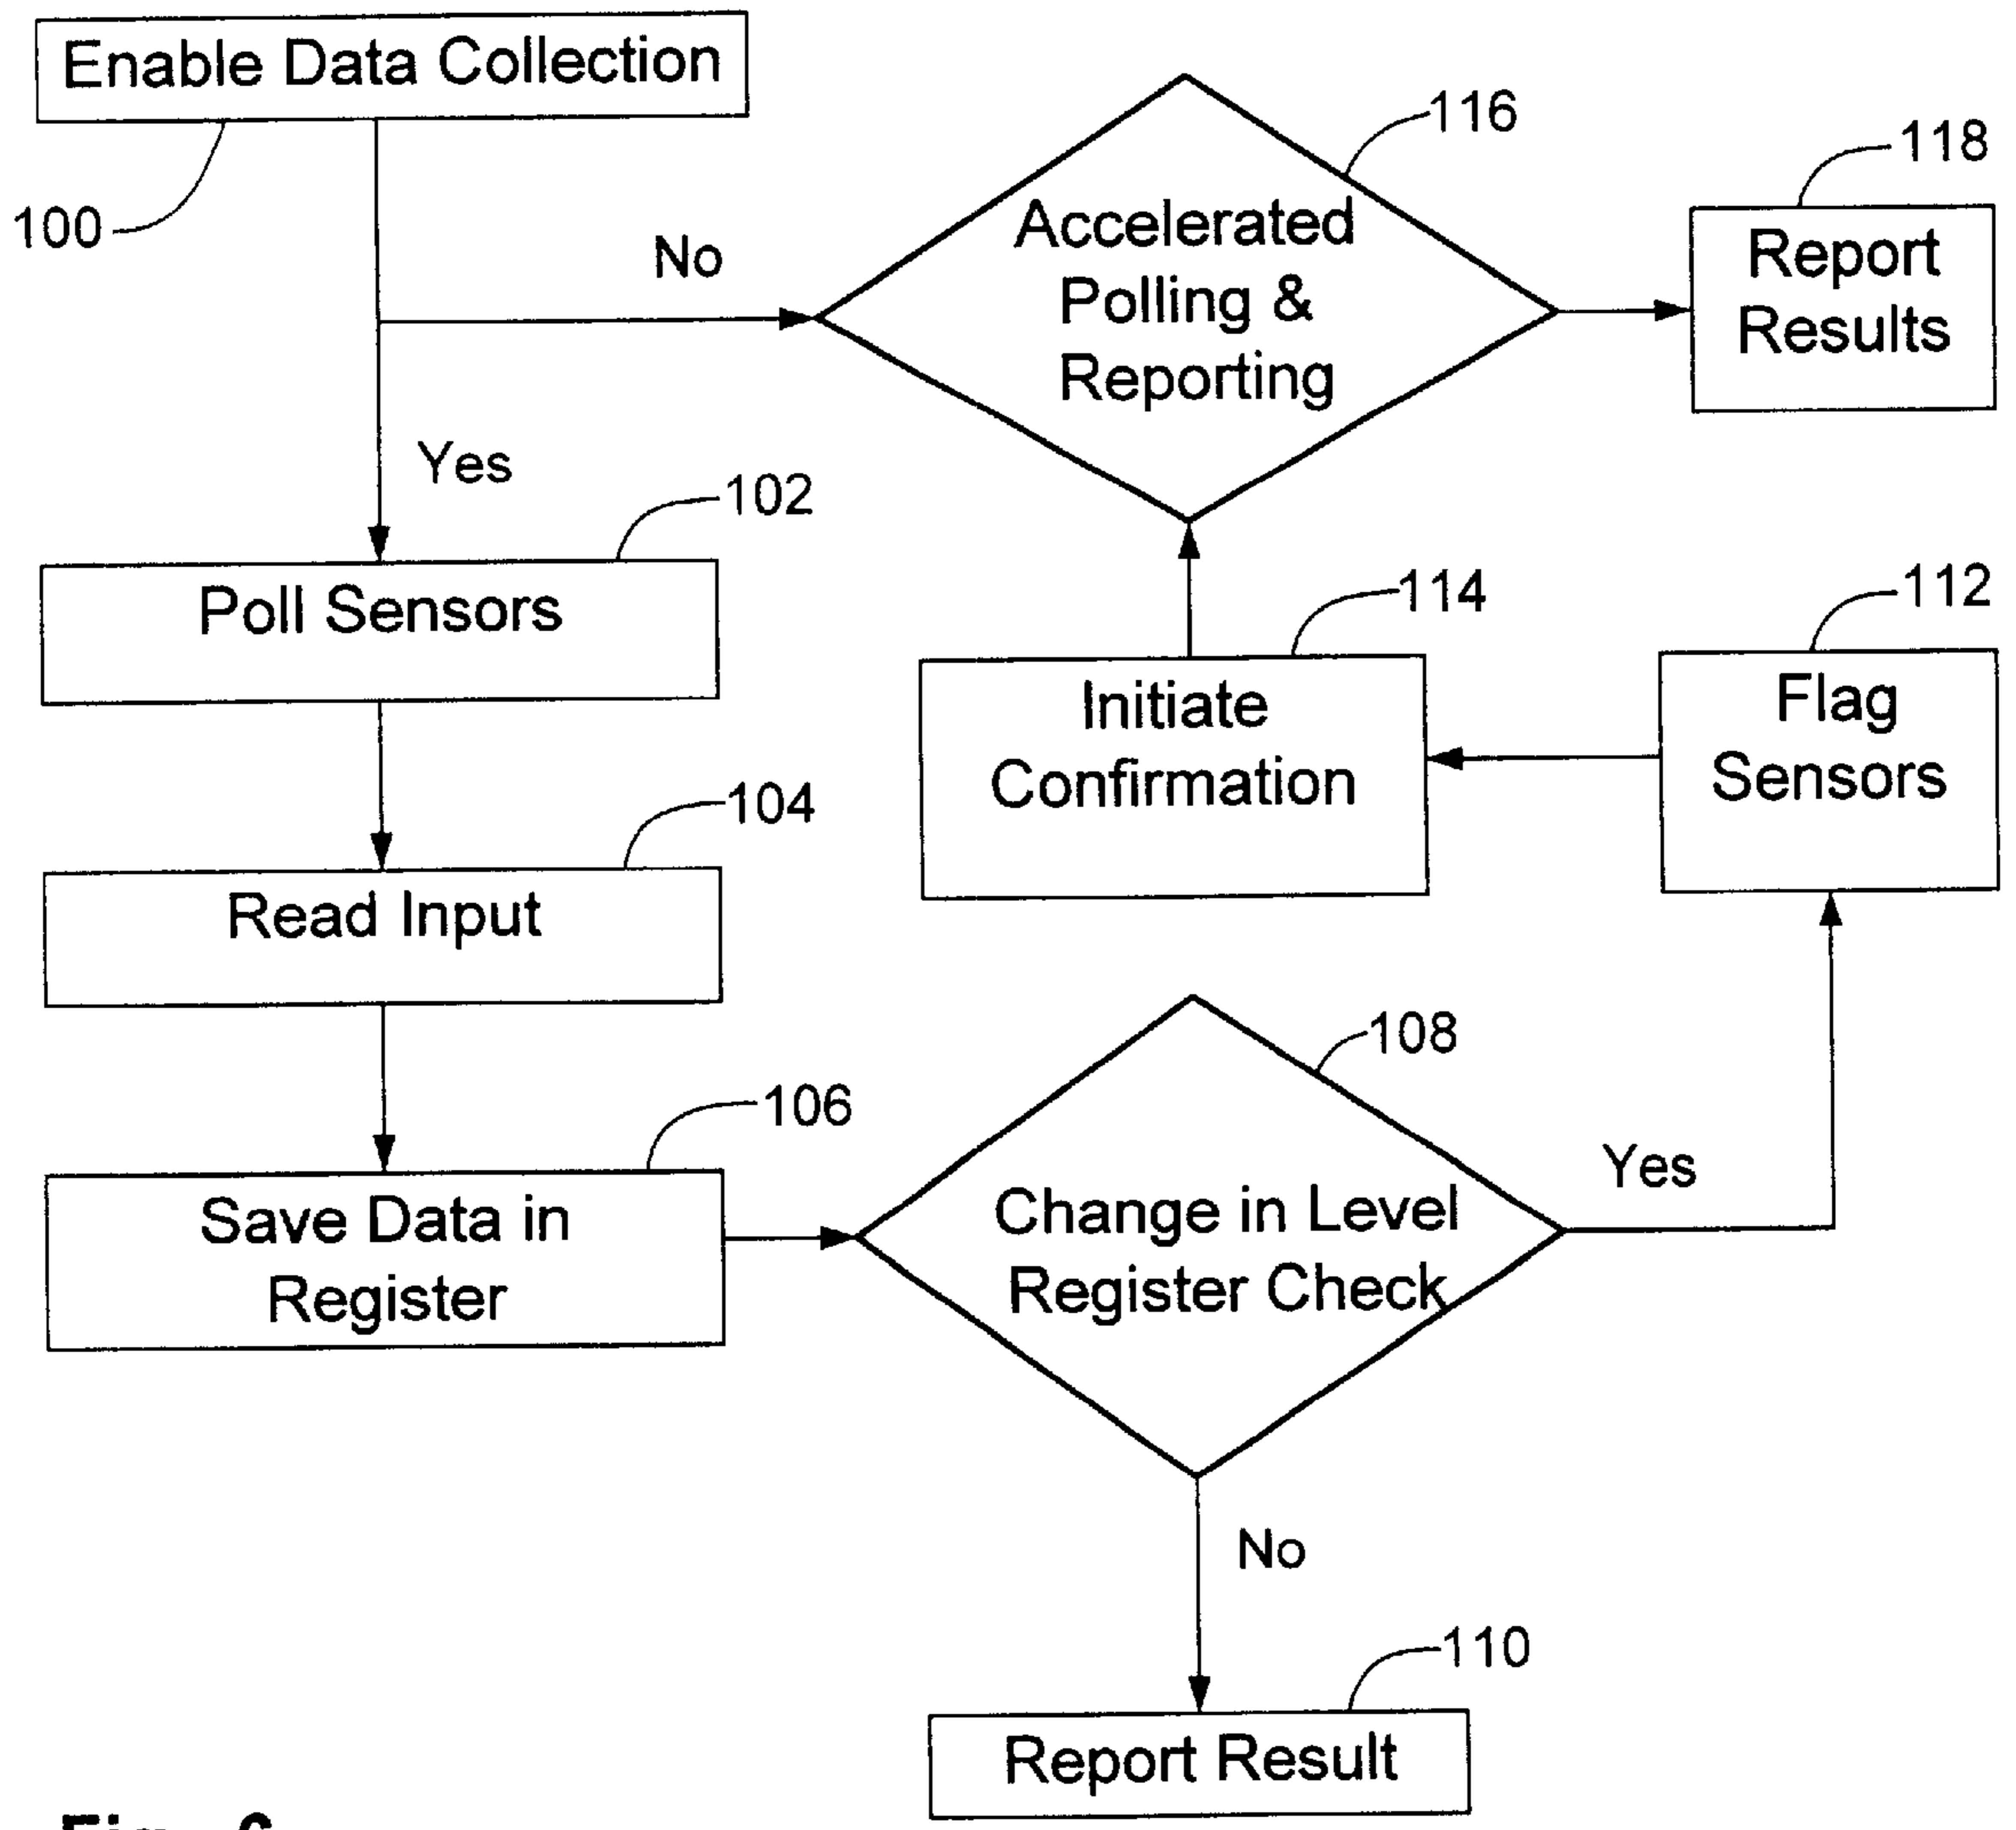 Enable Data Collection
100
No
Yes
116
Accelerated
Polling &
Reporting
118
Report
Results
102
Poll Sensors
114
Initiate
Confirmation
112
Flag
Sensors
104
Read Input
106
Save Data in
Register
108
Change in Level
Register Check
Yes
No
110
Report Result
Fig. 6